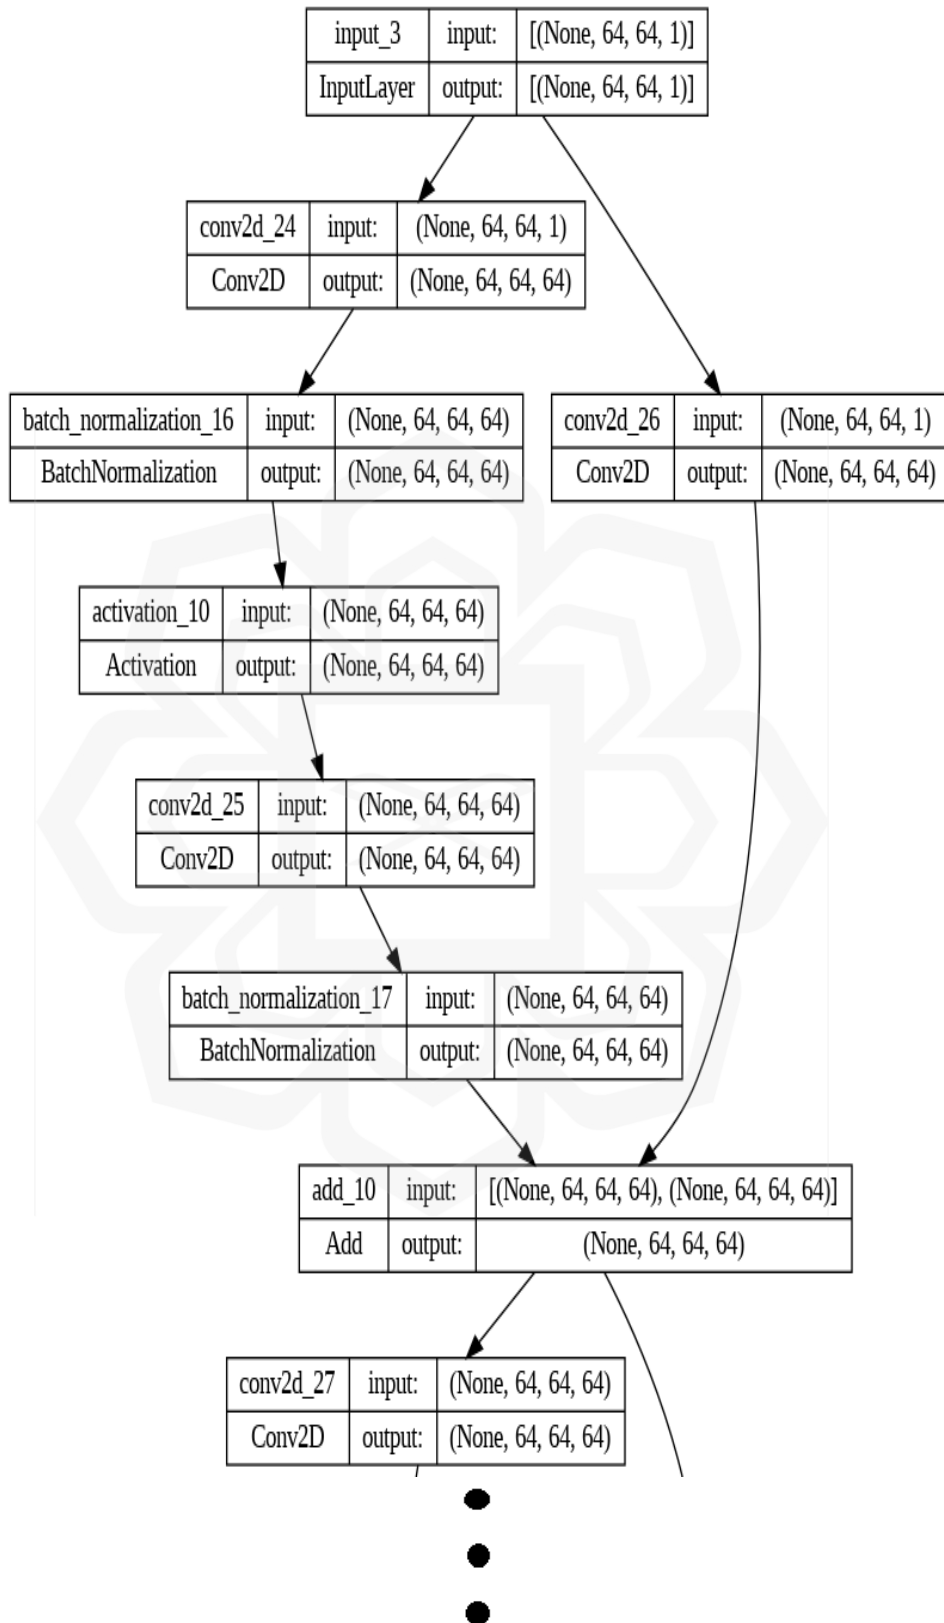 input_3 input: [(None, 64, 64, 1)]
InputLayer output: [(None, 64, 64, 1)]
conv2d_24 input: (None, 64, 64, 1)
Conv2D output: (None, 64, 64, 64)
batch_normalization_16 input: (None, 64, 64, 64)
BatchNormalization output: (None, 64, 64, 64)
conv2d_26 input: (None, 64, 64, 1)
Conv2D output: (None, 64, 64, 64)
activation_10 input: (None, 64, 64, 64)
Activation output: (None, 64, 64, 64)
conv2d_25 input: (None, 64, 64, 64)
Conv2D output: (None, 64, 64, 64)
batch_normalization_17 input: (None, 64, 64, 64)
BatchNormalization output: (None, 64, 64, 64)
add_10 input: [(None, 64, 64, 64), (None, 64, 64, 64)]
Add output: (None, 64, 64, 64)
conv2d_27 input: (None, 64, 64, 64)
Conv2D output: (None, 64, 64, 64)